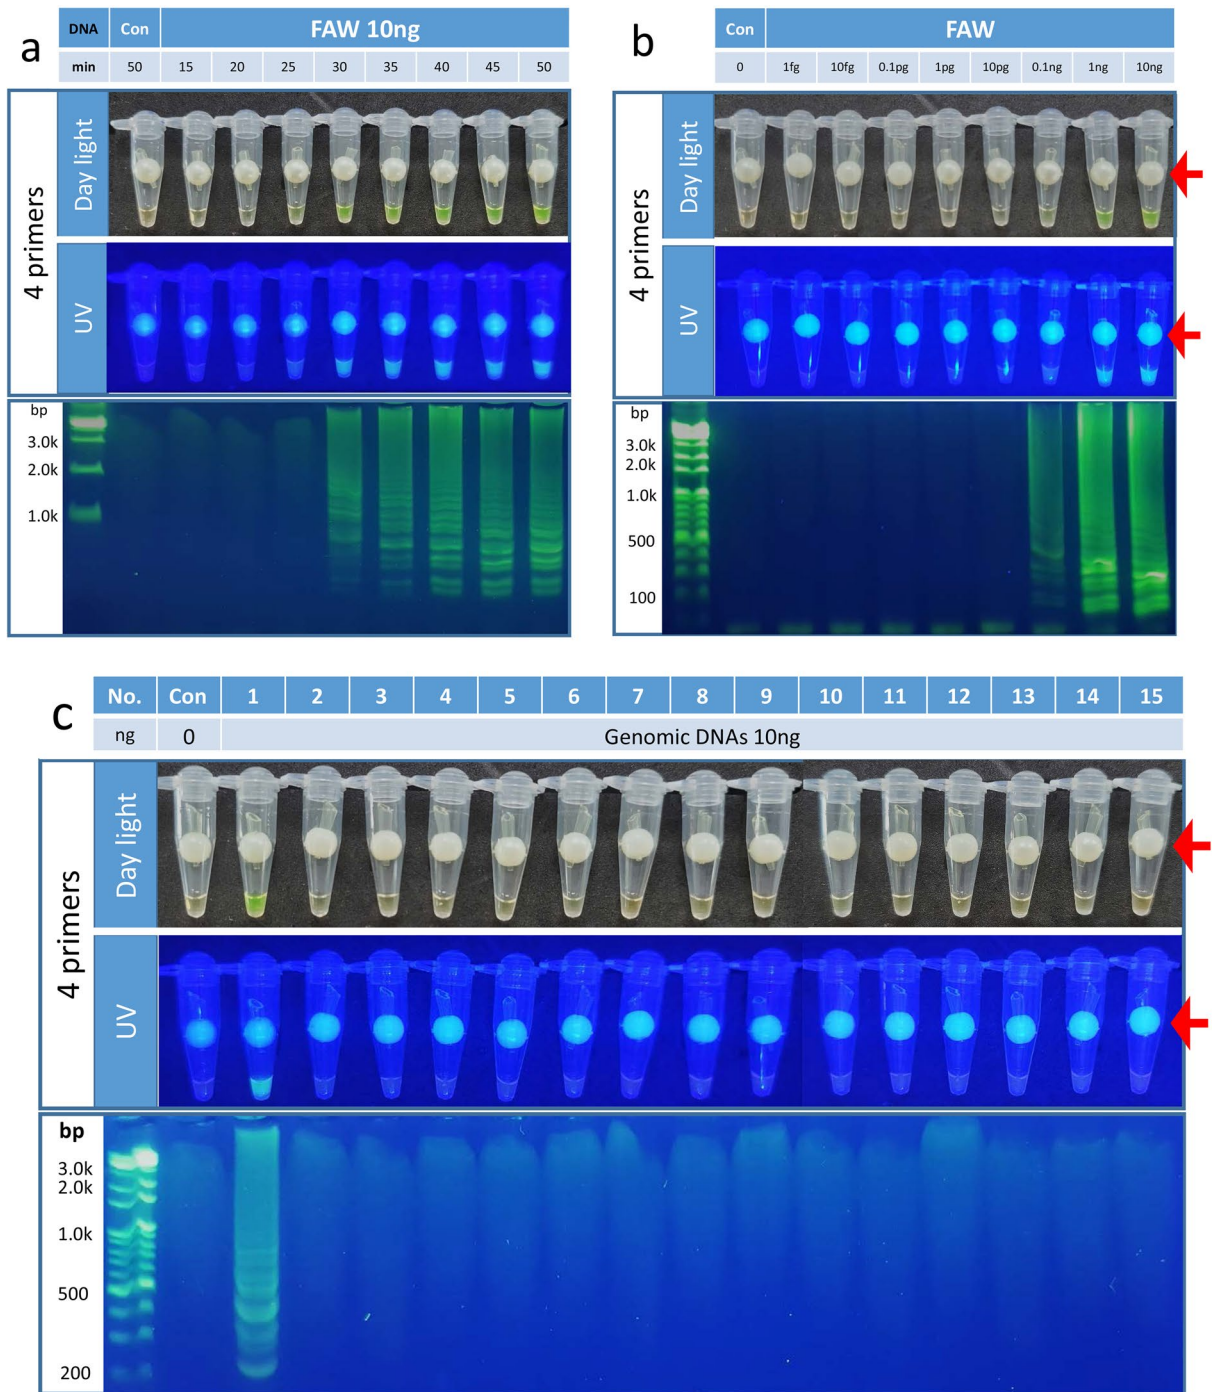 a
DNA Con FAW 10ng
min 50 15 20 25 30 35 40 45 50
4 primers
Day light
UV
bp
3.0k
2.0k
1.0k
b
Con FAW
0 1fg 10fg 0.1pg 1pg 10pg 0.1ng 1ng 10ng
4 primers
Day light
UV
bp
3.0k
2.0k
1.0k
500
100
c
No. Con 1 2 3 4 5 6 7 8 9 10 11 12 13 14 15
ng 0 Genomic DNAs 10ng
4 primers
Day light
UV
bp
3.0k
2.0k
1.0k
500
200